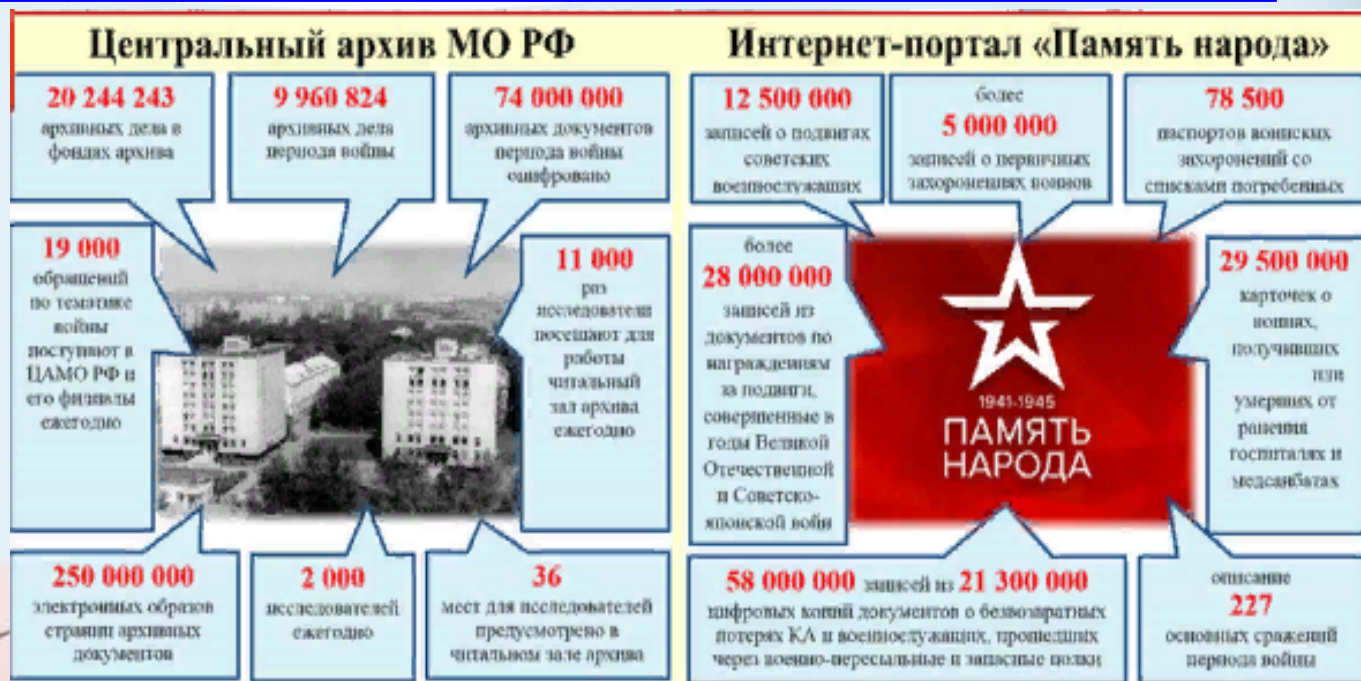 Центральный архив МО РФ
20 244 243
архивных дела в
фондах архива
9 960 824
архивных дела
периода войны
74 000 000
архивных документов
периода войны
оцифровано
19 000
обращений
по тематике
войны
поступают в
ЦАМО РФ и
его филиалы
ежегодно
11 000
раз
исследователи
посещают для
работы
читальный
зал архива
ежегодно
250 000 000
электронных образов
страниц архивных
документов
2 000
исследователей
ежегодно
36
мест для исследователей
предусмотрено в
читальном зале архива
Интернет-портал «Память народа»
12 500 000
записей о подвигах
советских
военнослужащих
более
5 000 000
записей о первичных
захоронениях воинов
78 500
паспортов воинских
захоронений со
списками погребенных
более
28 000 000
записей из
документов по
награждениям
за подвиги,
совершенные в
годы Великой
Отечественной
и Советско-
японской войн
1941-1945
ПАМЯТЬ
НАРОДА
29 500 000
карточек о
воинах,
получивших
или
умерших от
ранения
госпиталях и
медсанбатах
58 000 000 записей из 21 300 000
цифровых копий документов о безвозвратных
потерях КА и военнослужащих, прошедших
через военно-пересыльные и запасные полки
описание
227
основных сражений
периода войны